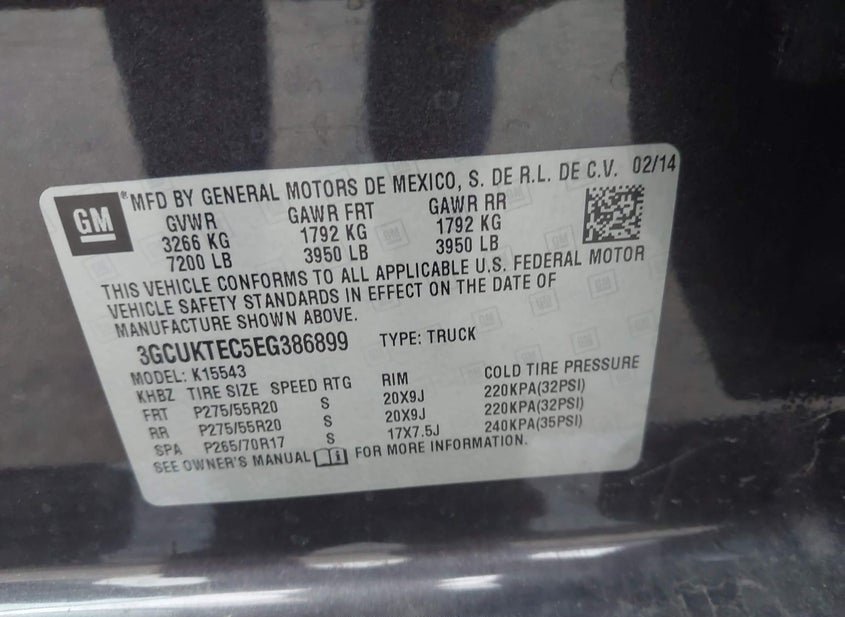 GM
®MFD BY GENERAL MOTORS DE MEXICO, S. DE R.L. DE C.V. 02/14
GVWR GAWR FRT GAWR RR
3266 KG 1792 KG 1792 KG
7200 LB 3950 LB 3950 LB
THIS VEHICLE CONFORMS TO ALL APPLICABLE U.S. FEDERAL MOTOR
VEHICLE SAFETY STANDARDS IN EFFECT ON THE DATE OF
MANUFACTURE SHOWN ABOVE.
3GCUKTEC5EG386899 TYPE: TRUCK
MODEL: K15543
KHBZ TIRE SIZE SPEED RTG RIM COLD TIRE PRESSURE
FRT P275/55R20 S 20X9J 220KPA(32PSI)
RR P275/55R20 S 20X9J 220KPA(32PSI)
SPA P265/70R17 S 17X7.5J 240KPA(35PSI)
SEE OWNER'S MANUAL FOR MORE INFORMATION.